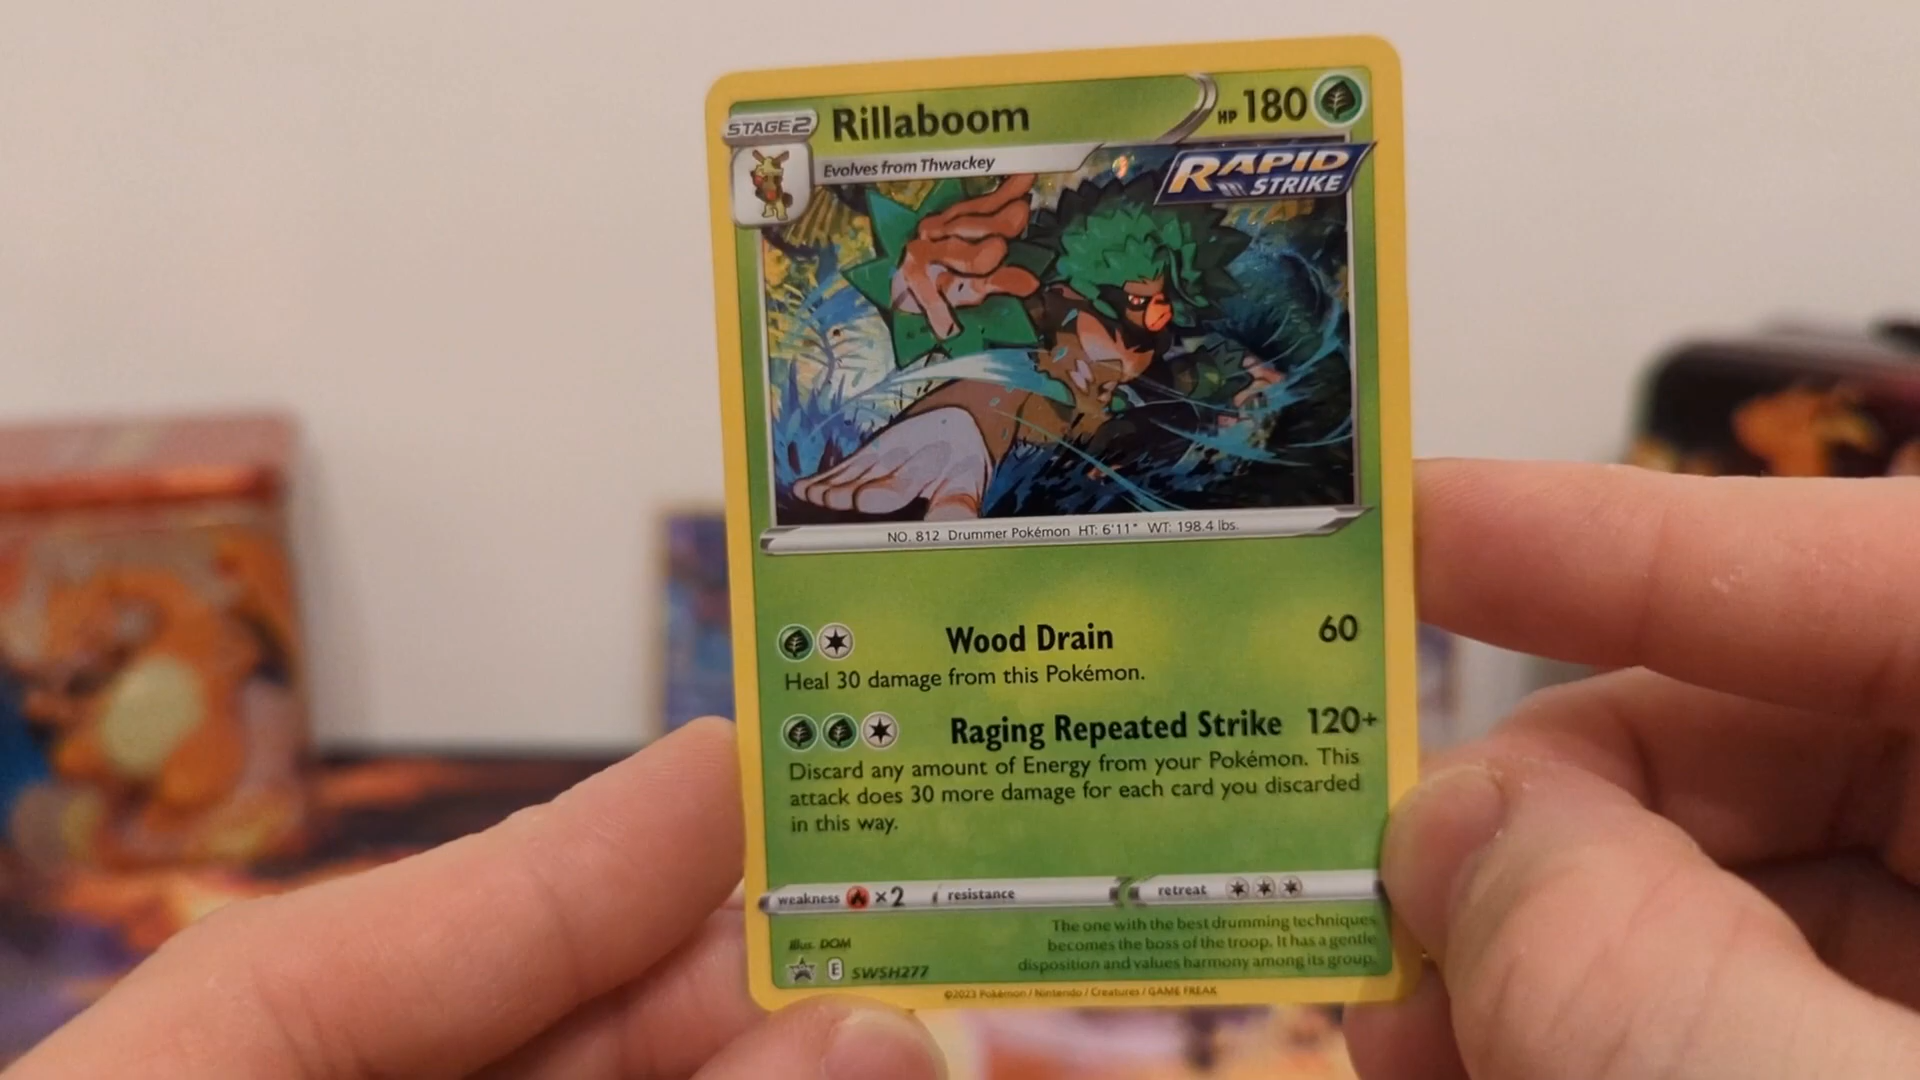 STAGE2
Rillaboom
HP 180
Evolves from Thwackey
RAPID
STRIKE
NO. 812 Drummer Pokémon HT: 6'11" WT: 198.4 lbs.
Wood Drain 60
Heal 30 damage from this Pokémon.
Raging Repeated Strike 120+
Discard any amount of Energy from your Pokémon. This
attack does 30 more damage for each card you discarded
in this way.
weakness ×2 resistance retreat
The one with the best drumming techniques
becomes the boss of the troop. It has a gentle
disposition and values harmony among its group.
Illus. DOM
E SWSH277
©2023 Pokémon / Nintendo / Creatures / GAME FREAK